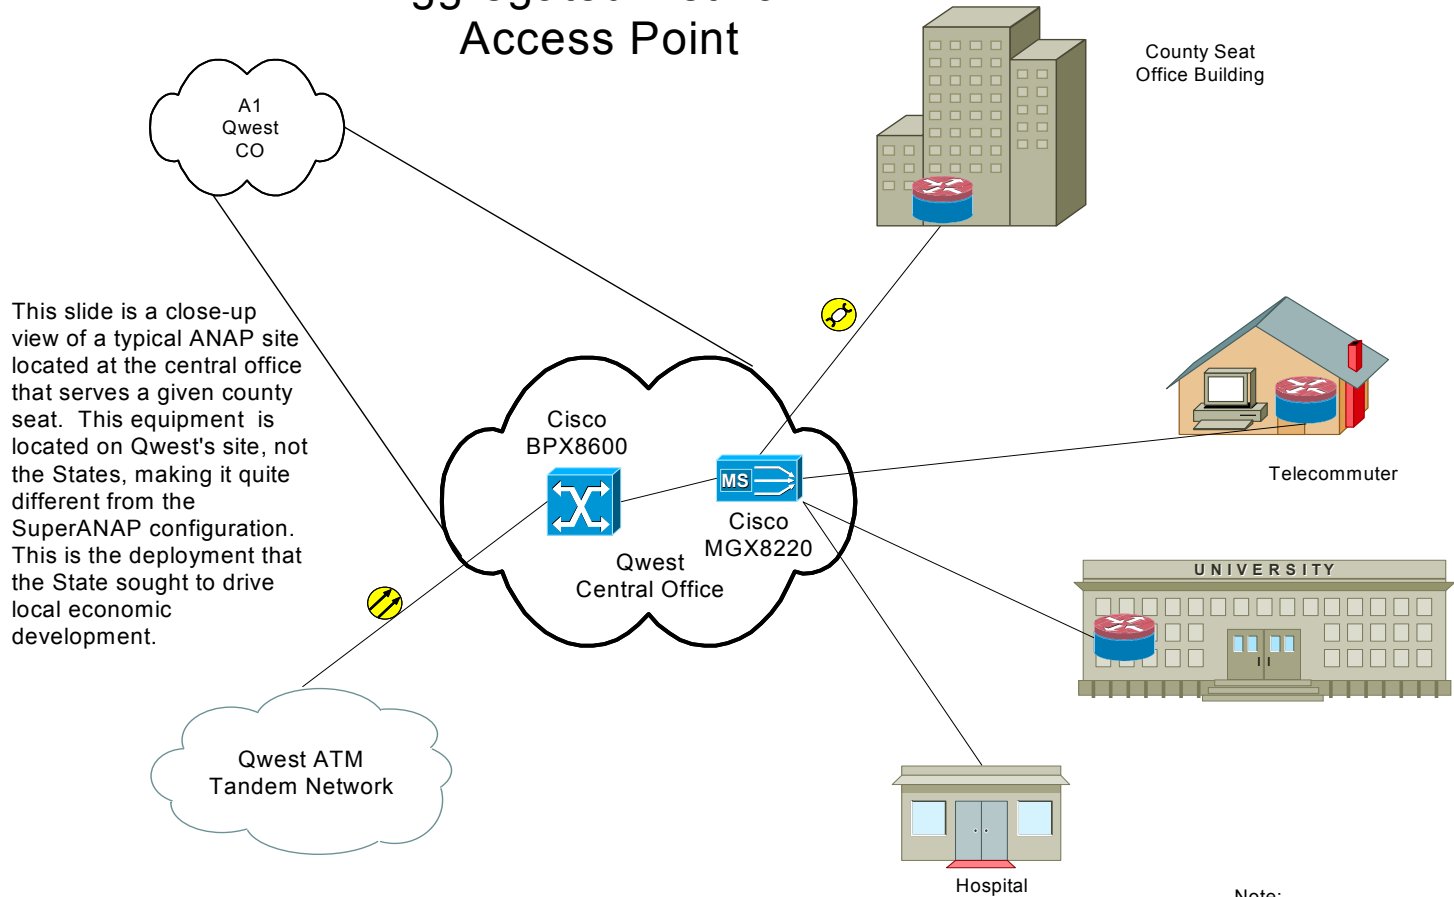 Access Point
County Seat
Office Building
A1
Qwest
CO
This slide is a close-up
view of a typical ANAP site
located at the central office
that serves a given county
seat. This equipment is
located on Qwest's site, not
the States, making it quite
different from the
SuperANAP configuration.
This is the deployment that
the State sought to drive
local economic
development.
Cisco
BPX8600
MS
Cisco
MGX8220
Qwest
Central Office
Telecommuter
UNIVERSITY
Qwest ATM
Tandem Network
Hospital
Note: